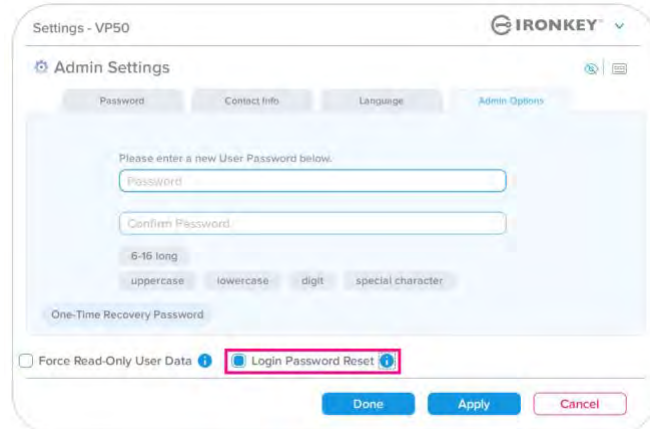 Settings - VP50
IRONKEY
Admin Settings
Password Contact Info Language Admin Options
Please enter a new User Password below.
Password
Confirm Password
6-16 long
uppercase lowercase digit special character
One-Time Recovery Password
Force Read-Only User Data Login Password Reset
Done Apply Cancel